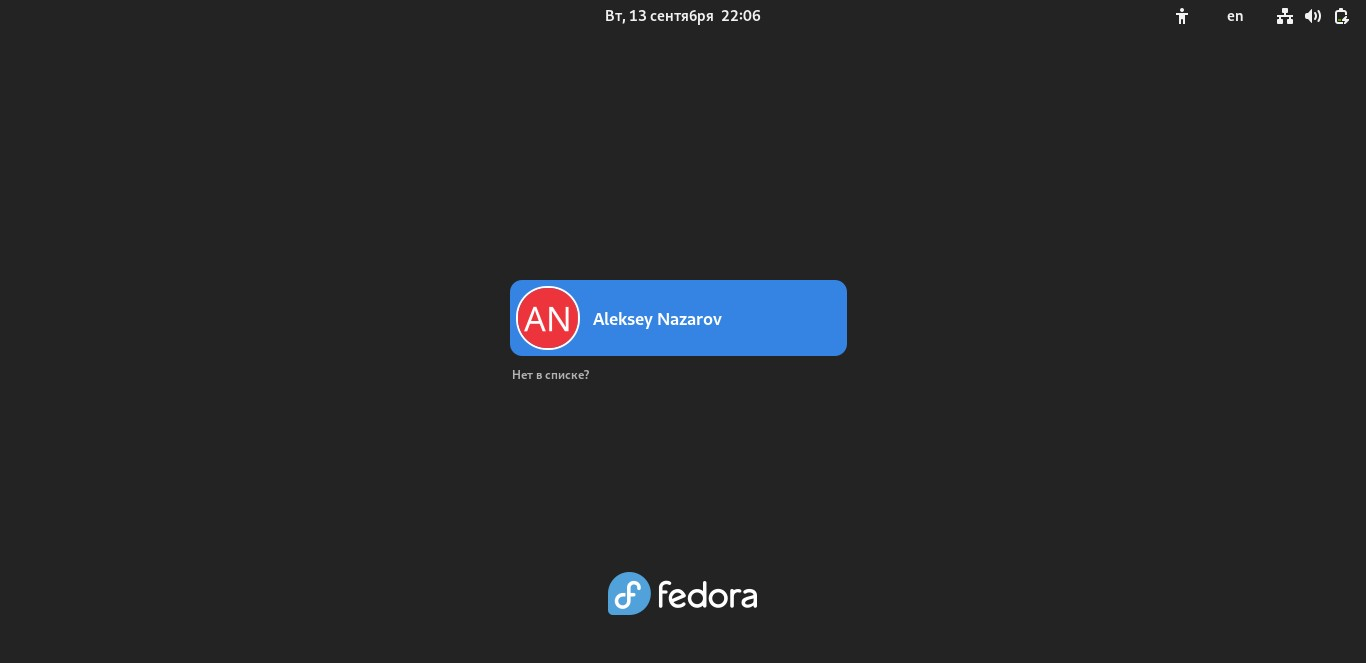 Вт, 13 сентября 22:06
en
AN
Aleksey Nazarov
Нет в списке?
fedora